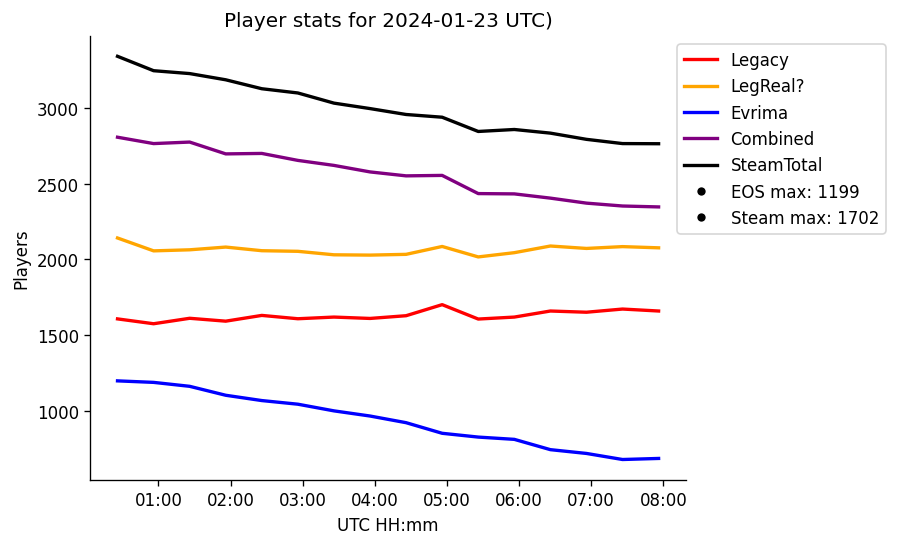 Player stats for 2024-01-23 UTC)
Legacy
LegReal?
Evrima
Combined
SteamTotal
EOS max: 1199
Steam max: 1702
Players
3000
2500
2000
1500
1000
01:00 02:00 03:00 04:00 05:00 06:00 07:00 08:00
UTC HH:mm